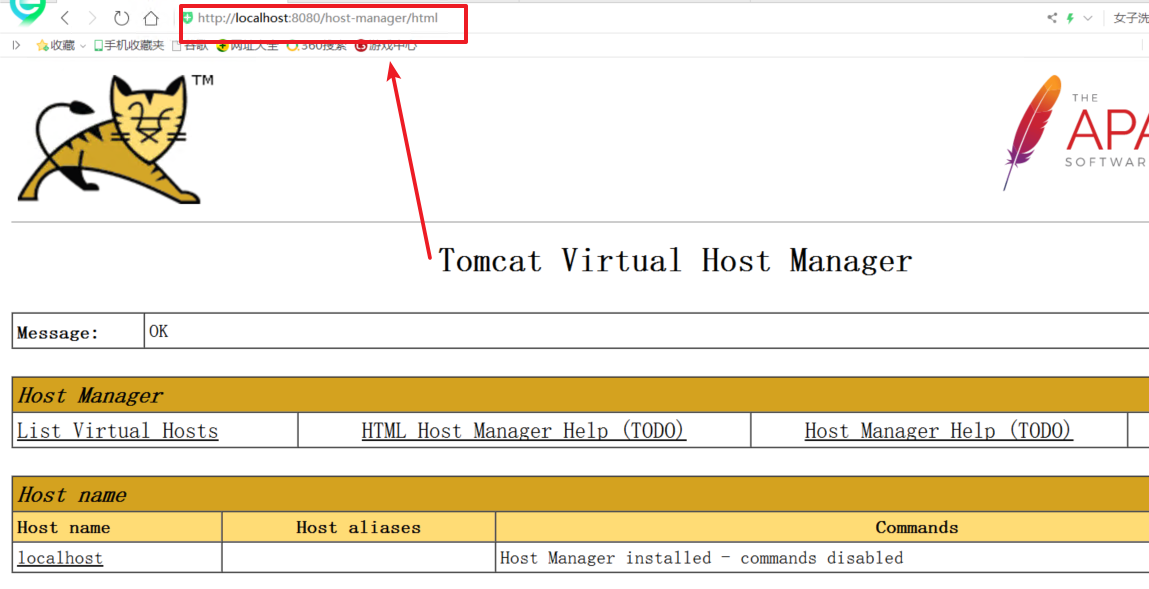 http://localhost:8080/host-manager/html
女子洗
收藏 手机收藏夹 谷歌 网址大全 360搜索 游戏中心
TM
THE
APA
SOFTWAR
Tomcat Virtual Host Manager
Message: OK
Host Manager
List Virtual Hosts HTML Host Manager Help (TODO) Host Manager Help (TODO)
Host name
Host name Host aliases Commands
localhost Host Manager installed - commands disabled